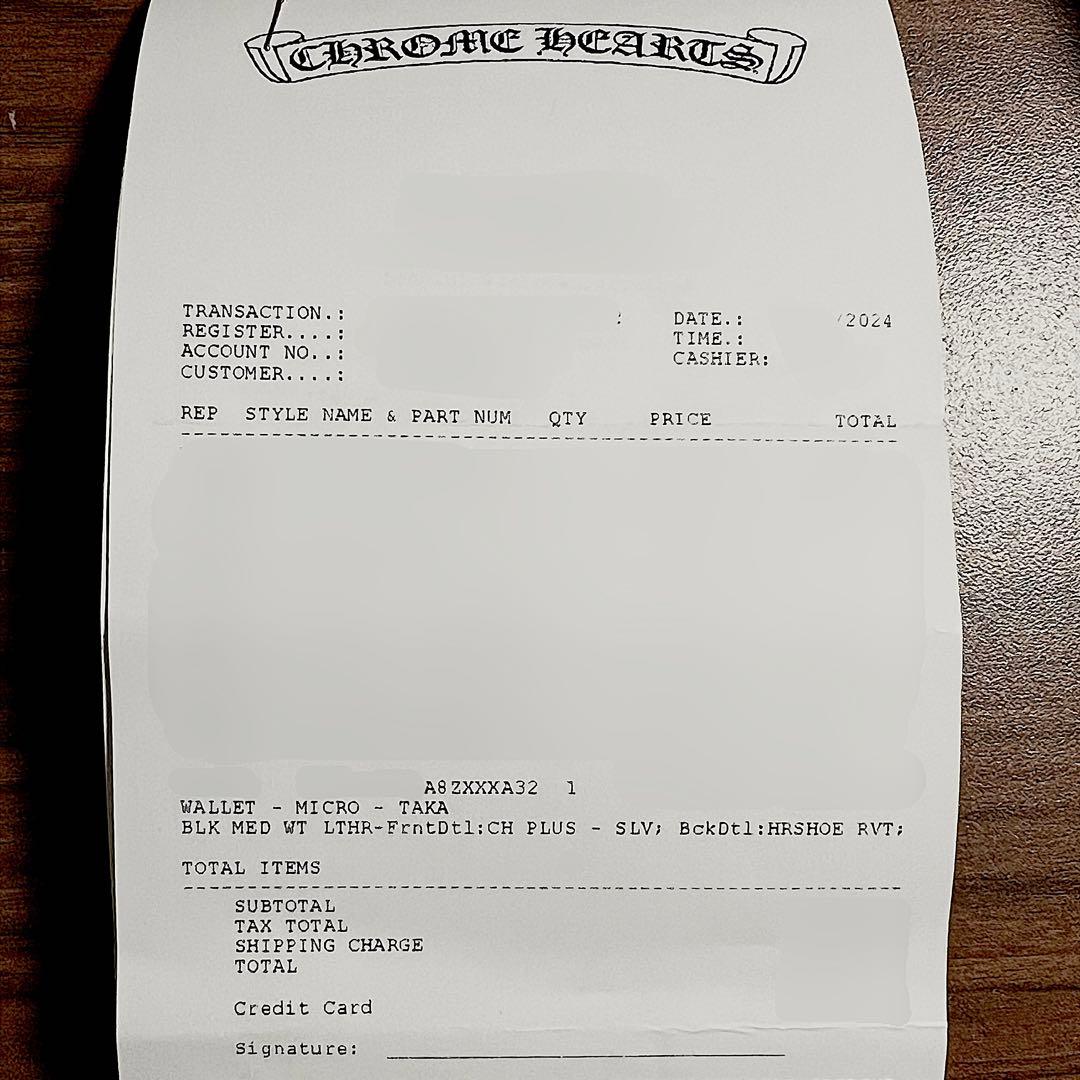 CHROME HEARTS
TRANSACTION.: DATE.: /2024
REGISTER....: TIME.:
ACCOUNT NO..: CASHIER:
CUSTOMER....:
REP STYLE NAME & PART NUM QTY PRICE TOTAL
A8ZXXXA32 1
WALLET - MICRO - TAKA
BLK MED WT LTHR-FrntDtl:CH PLUS - SLV; BckDtl:HRSHOE RVT;
TOTAL ITEMS
SUBTOTAL
TAX TOTAL
SHIPPING CHARGE
TOTAL
Credit Card
Signature: